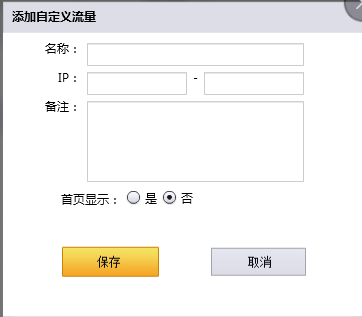 添加自定义流量
名称：
IP： -
备注：
首页显示： 是 否
保存 取消